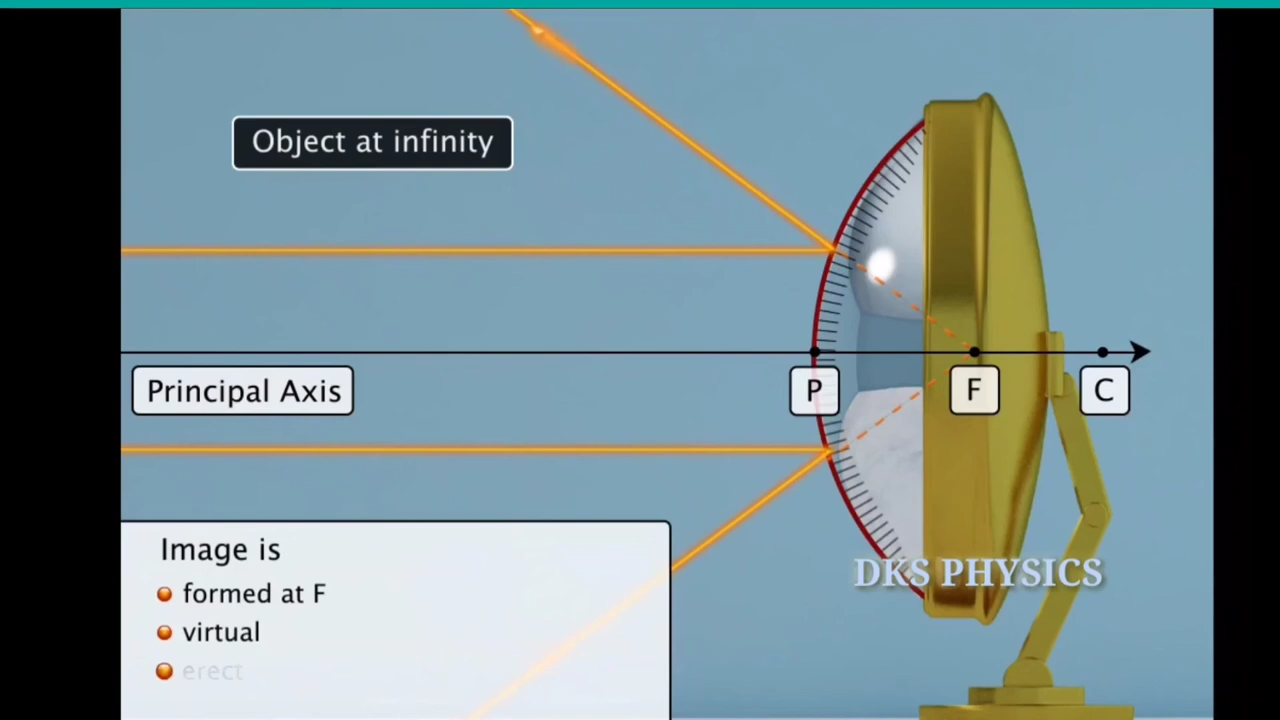 Object at infinity
Principal Axis
P
F
C
Image is
formed at F
virtual
erect
DKS PHYSICS